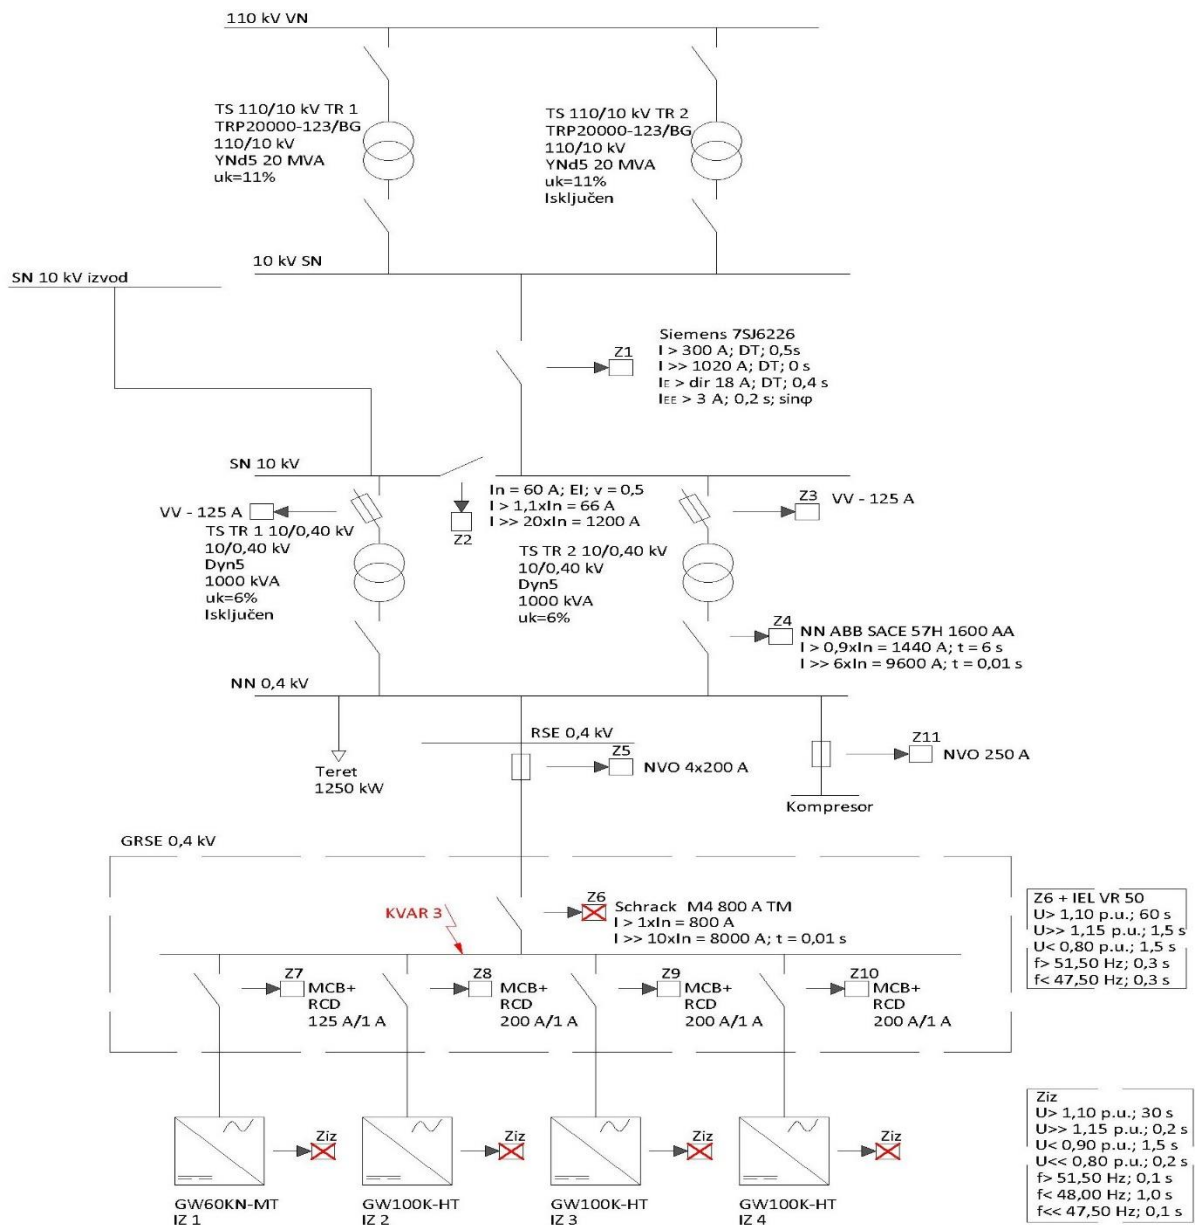 110 kV VN
TS 110/10 kV TR 1
TRP20000-123/BG
110/10 kV
YNd5 20 MVA
uk=11%
TS 110/10 kV TR 2
TRP20000-123/BG
110/10 kV
YNd5 20 MVA
uk=11%
Isključen
10 kV SN
SN 10 kV izvod
Z1
Siemens 7SJ6226
I > 300 A; DT; 0,5s
I >> 1020 A; DT; 0 s
IE > dir 18 A; DT; 0,4 s
IEE > 3 A; 0,2 s; sinφ
SN 10 kV
VV - 125 A
TS TR 1 10/0,40 kV
10/0,40 kV
Dyn5
1000 kVA
uk=6%
Isključen
Z2
In = 60 A; EI; v = 0,5
I > 1,1xIn = 66 A
I >> 20xIn = 1200 A
Z3
VV - 125 A
TS TR 2 10/0,40 kV
10/0,40 kV
Dyn5
1000 kVA
uk=6%
Z4
NN ABB SACE 57H 1600 AA
I > 0,9xIn = 1440 A; t = 6 s
I >> 6xIn = 9600 A; t = 0,01 s
NN 0,4 kV
Teret
1250 kW
RSE 0,4 kV
Z5
NVO 4x200 A
Z11
NVO 250 A
Kompresor
GRSE 0,4 kV
KVAR 3
Z6
Schrack M4 800 A TM
I > 1xIn = 800 A
I >> 10xIn = 8000 A; t = 0,01 s
Z6 + IEL VR 50
U> 1,10 p.u.; 60 s
U>> 1,15 p.u.; 1,5 s
U< 0,80 p.u.; 1,5 s
f> 51,50 Hz; 0,3 s
f< 47,50 Hz; 0,3 s
Z7
MCB+
RCD
125 A/1 A
Z8
MCB+
RCD
200 A/1 A
Z9
MCB+
RCD
200 A/1 A
Z10
MCB+
RCD
200 A/1 A
Ziz
GW60KN-MT
IZ 1
Ziz
GW100K-HT
IZ 2
Ziz
GW100K-HT
IZ 3
Ziz
GW100K-HT
IZ 4
Ziz
U> 1,10 p.u.; 30 s
U>> 1,15 p.u.; 0,2 s
U< 0,90 p.u.; 1,5 s
U<< 0,80 p.u.; 0,2 s
f> 51,50 Hz; 0,1 s
f< 48,00 Hz; 1,0 s
f<< 47,50 Hz; 0,1 s